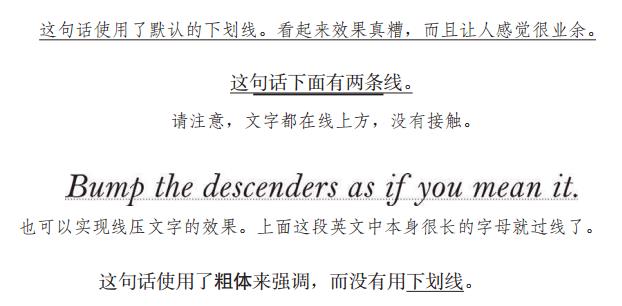 这句话使用了默认的下划线。看起来效果真糟，而且让人感觉很业余。
这句话下面有两条线。
请注意，文字都在线上方，没有接触。
Bump the descenders as if you mean it.
也可以实现线压文字的效果。上面这段英文中本身很长的字母就过线了。
这句话使用了粗体来强调，而没有用下划线。